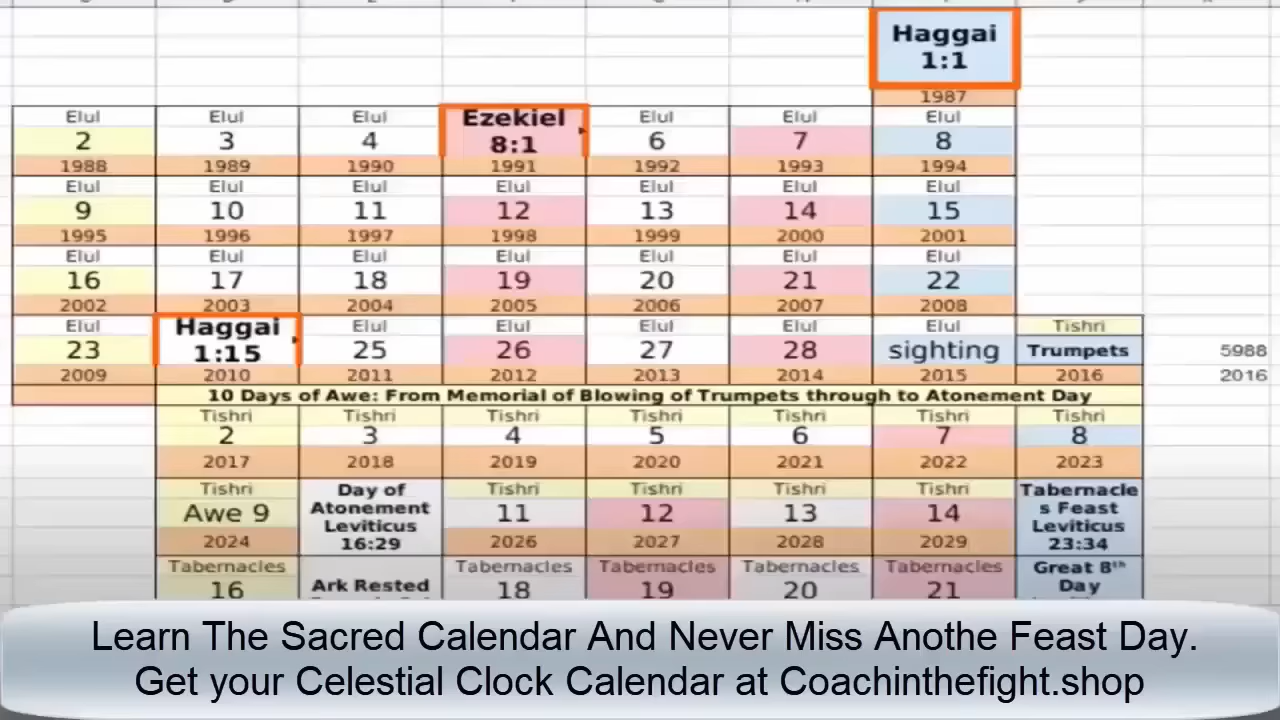 Haggai
1:1
1987
Elul Elul Elul Ezekiel Elul Elul Elul
2 3 4 8:1 6 7 8
1988 1989 1990 1991 1992 1993 1994
Elul Elul Elul Elul Elul Elul Elul
9 10 11 12 13 14 15
1995 1996 1997 1998 1999 2000 2001
Elul Elul Elul Elul Elul Elul Elul
16 17 18 19 20 21 22
2002 2003 2004 2005 2006 2007 2008
Elul Haggai Elul Elul Elul Elul Elul Tishri
23 1:15 25 26 27 28 sighting Trumpets 5988
2009 2010 2011 2012 2013 2014 2015 2016 2016
10 Days of Awe: From Memorial of Blowing of Trumpets through to Atonement Day
Tishri Tishri Tishri Tishri Tishri Tishri Tishri
2 3 4 5 6 7 8
2017 2018 2019 2020 2021 2022 2023
Tishri Day of Atonement Leviticus 16:29 Tishri Tishri Tishri Tishri Tabernacle
s Feast
Leviticus
23:34
Awe 9 11 12 13 14
2024 2026 2027 2028 2029
Tabernacles Tabernacles Tabernacles Tabernacles Tabernacles Great 8th
Day
16 Ark Rested 18 19 20 21
Learn The Sacred Calendar And Never Miss Anothe Feast Day.
Get your Celestial Clock Calendar at Coachinthefight.shop